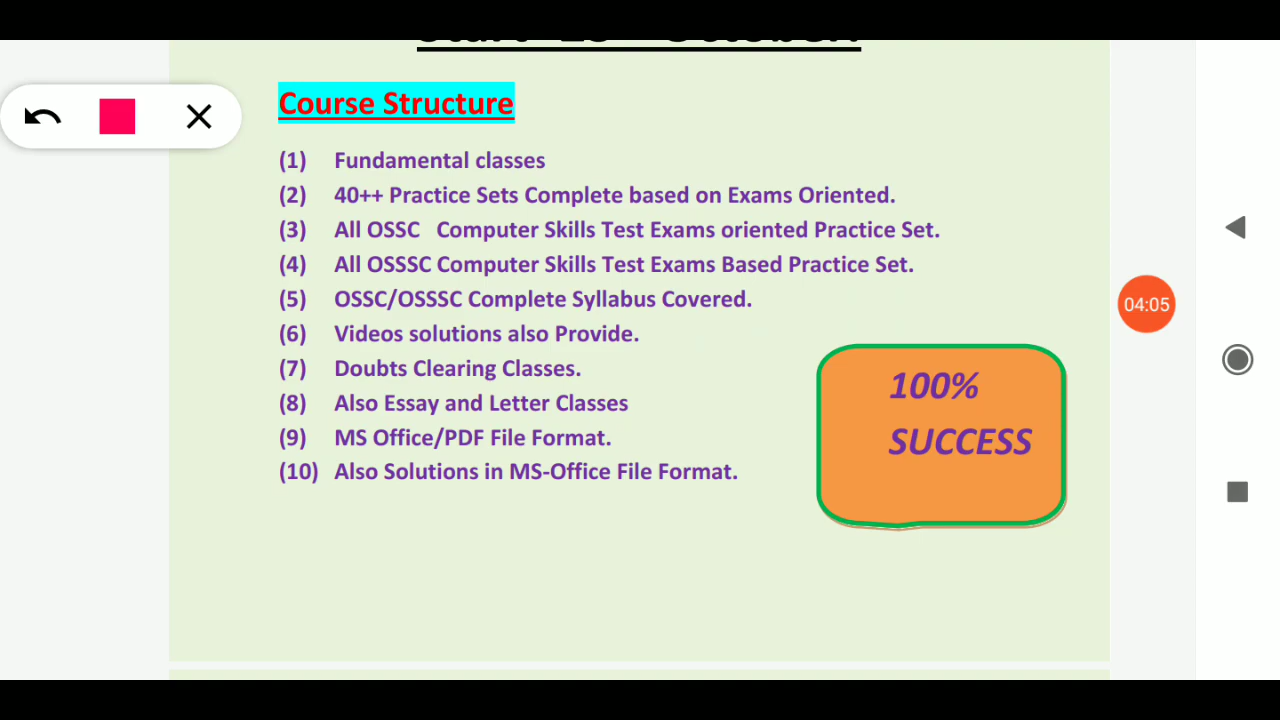 Course Structure
(1) Fundamental classes
(2) 40++ Practice Sets Complete based on Exams Oriented.
(3) All OSSC Computer Skills Test Exams oriented Practice Set.
(4) All OSSSC Computer Skills Test Exams Based Practice Set.
(5) OSSC/OSSSC Complete Syllabus Covered.
(6) Videos solutions also Provide.
(7) Doubts Clearing Classes.
(8) Also Essay and Letter Classes
(9) MS Office/PDF File Format.
(10) Also Solutions in MS-Office File Format.
100%
SUCCESS
04:05